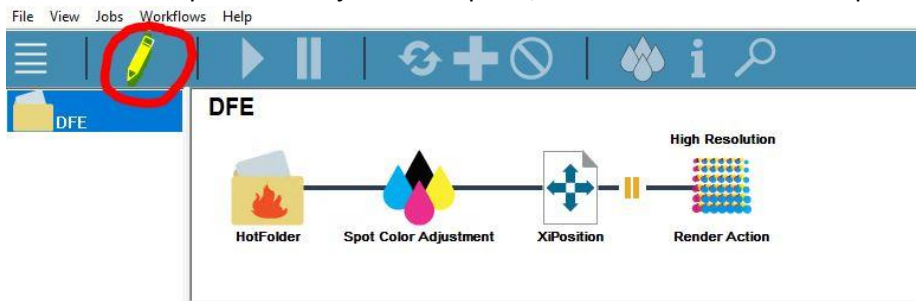 File View Jobs Workflows Help
DFE
DFE
High Resolution
HotFolder Spot Color Adjustment XiPosition Render Action